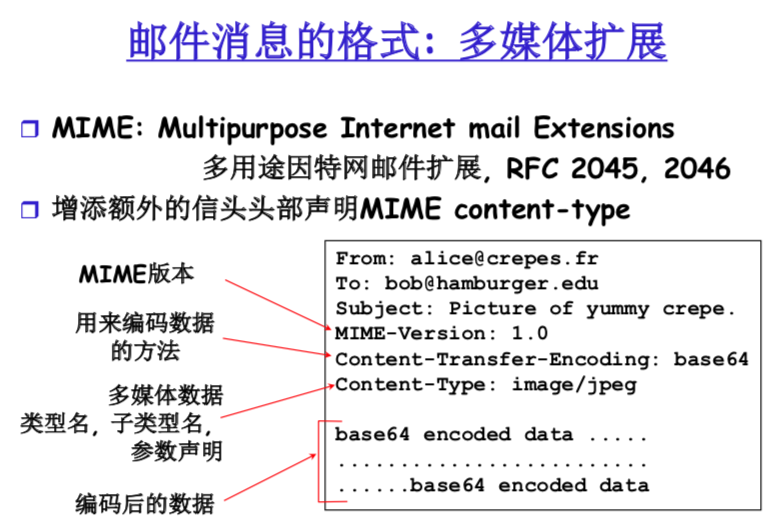 邮件消息的格式: 多媒体扩展
MIME: Multipurpose Internet mail Extensions
多用途因特网邮件扩展, RFC 2045, 2046
增添额外的信头头部声明MIME content-type
MIME版本
用来编码数据
的方法
多媒体数据
类型名, 子类型名,
参数声明
编码后的数据
From: alice@crepes.fr
To: bob@hamburger.edu
Subject: Picture of yummy crepe.
MIME-Version: 1.0
Content-Transfer-Encoding: base64
Content-Type: image/jpeg
base64 encoded data .....
.........................
......base64 encoded data